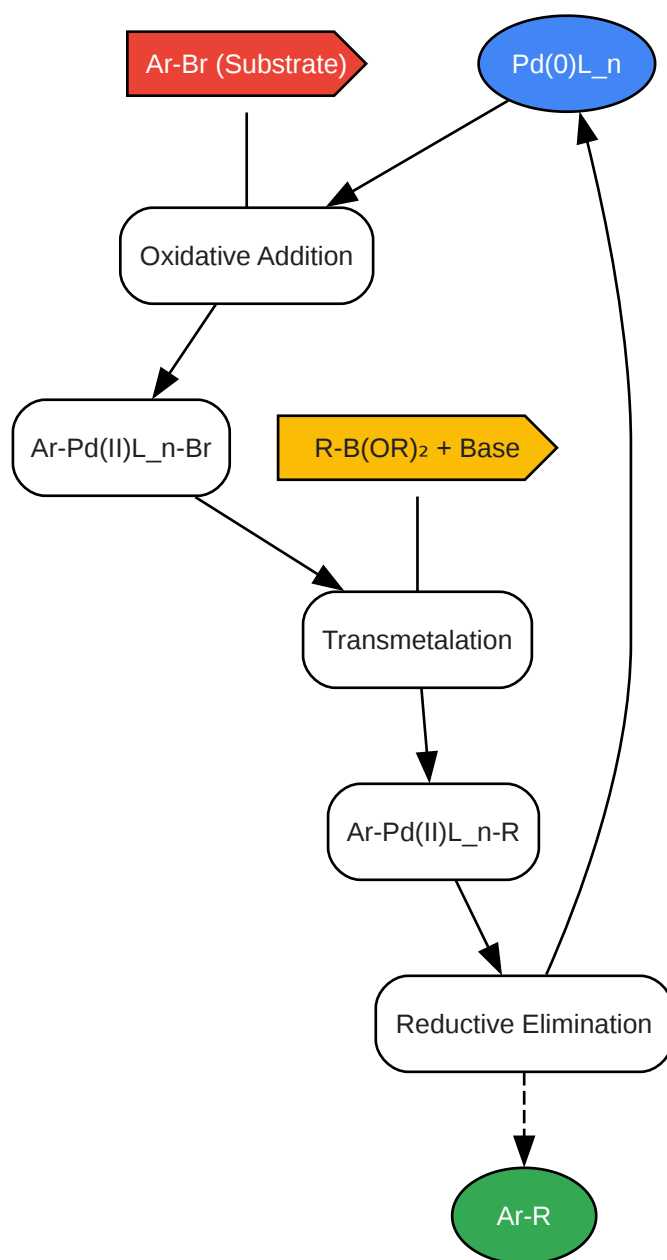 Ar-Br (Substrate)
Pd(0)L_n
Oxidative Addition
Ar-Pd(II)L_n-Br
R-B(OR)₂ + Base
Transmetalation
Ar-Pd(II)L_n-R
Reductive Elimination
Ar-R